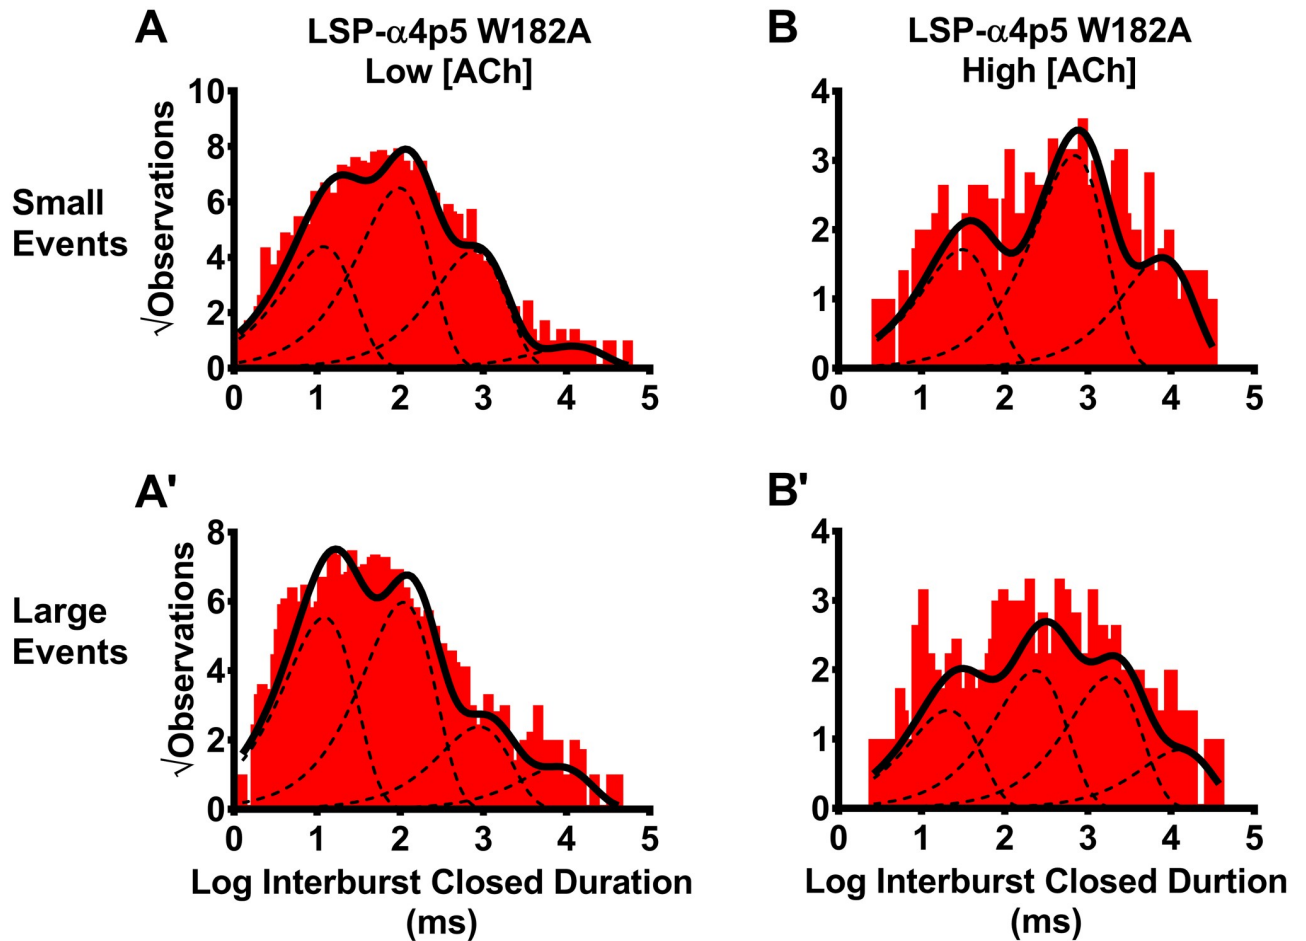 A
LSP-α4p5 W182A
Low [ACh]
B
LSP-α4p5 W182A
High [ACh]
Small
Events
√Observations
10
8
6
4
2
0
0 1 2 3 4 5
4
3
2
1
0
0 1 2 3 4 5
A'
B'
Large
Events
√Observations
8
6
4
2
0
0 1 2 3 4 5
Log Interburst Closed Duration
(ms)
4
3
2
1
0
0 1 2 3 4 5
Log Interburst Closed Durtion
(ms)